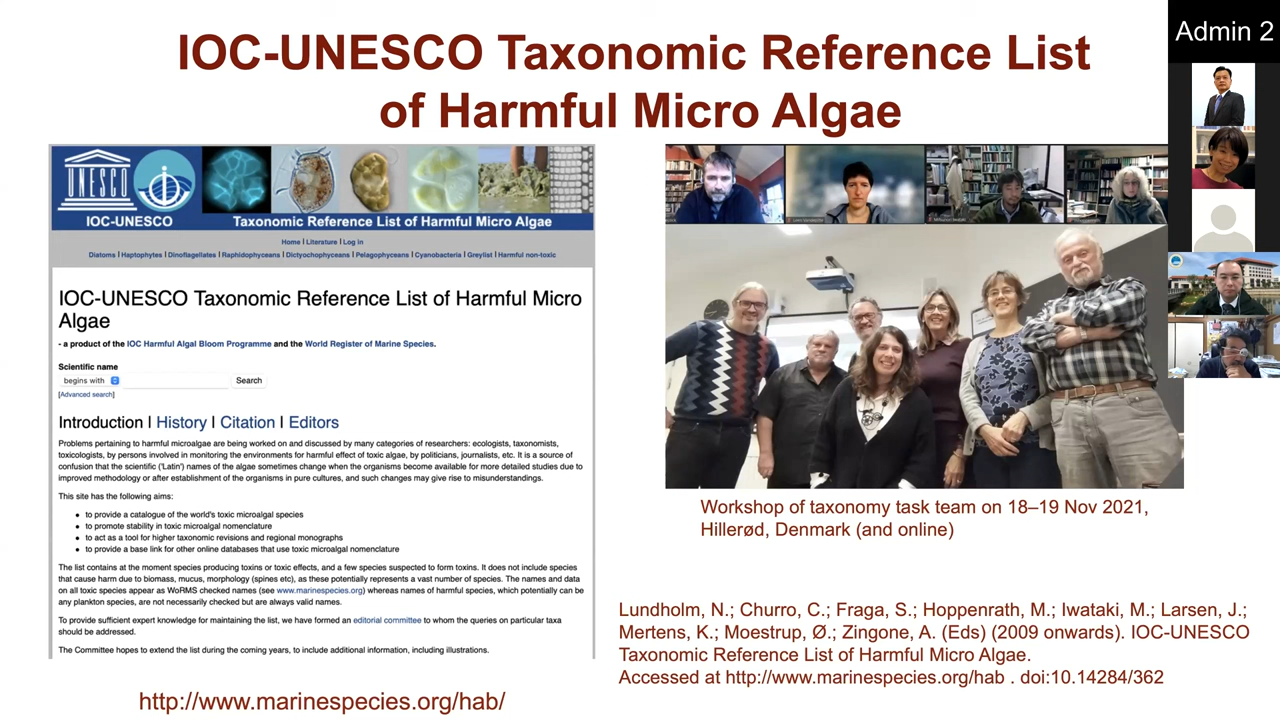 IOC-UNESCO Taxonomic Reference List
of Harmful Micro Algae
Admin 2
UNESCO
IOC-UNESCO
Taxonomic Reference List of Harmful Micro Algae
Home | Literature | Log in
Diatoms | Haptophytes | Dinoflagellates | Raphidophyceans | Dictyochophyceans | Pelagophyceans | Cyanobacteria | Greylist | Harmful non-toxic
IOC-UNESCO Taxonomic Reference List of Harmful Micro
Algae
- a product of the IOC Harmful Algal Bloom Programme and the World Register of Marine Species.
Scientific name
begins with
Search
[Advanced search]
Introduction | History | Citation | Editors
Problems pertaining to harmful microalgae are being worked on and discussed by many categories of researchers: ecologists, taxonomists,
toxicologists, by persons involved in monitoring the environments for harmful effect of toxic algae, by politicians, journalists, etc. It is a source of
confusion that the scientific ('Latin') names of the algae sometimes change when the organisms become available for more detailed studies due to
improved methodology or after establishment of the organisms in pure cultures, and such changes may give rise to misunderstandings.
This site has the following aims:
• to provide a catalogue of the world's toxic microalgal species
• to promote stability in toxic microalgal nomenclature
• to act as a tool for higher taxonomic revisions and regional monographs
• to provide a base link for other online databases that use toxic microalgal nomenclature
The list contains at the moment species producing toxins or toxic effects, and a few species suspected to form toxins. It does not include species
that cause harm due to biomass, mucus, morphology (spines etc), as these potentially represents a vast number of species. The names and data
on all toxic species appear as WoRMS checked names (see www.marinespecies.org) whereas names of harmful species, which potentially can be
any plankton species, are not necessarily checked but are always valid names.
To provide sufficient expert knowledge for maintaining the list, we have formed an editorial committee to whom the queries on particular taxa
should be addressed.
The Committee hopes to extend the list during the coming years, to include additional information, including illustrations.
http://www.marinespecies.org/hab/
Workshop of taxonomy task team on 18–19 Nov 2021,
Hillerød, Denmark (and online)
Lundholm, N.; Churro, C.; Fraga, S.; Hoppenrath, M.; Iwataki, M.; Larsen, J.;
Mertens, K.; Moestrup, Ø.; Zingone, A. (Eds) (2009 onwards). IOC-UNESCO
Taxonomic Reference List of Harmful Micro Algae.
Accessed at http://www.marinespecies.org/hab . doi:10.14284/362